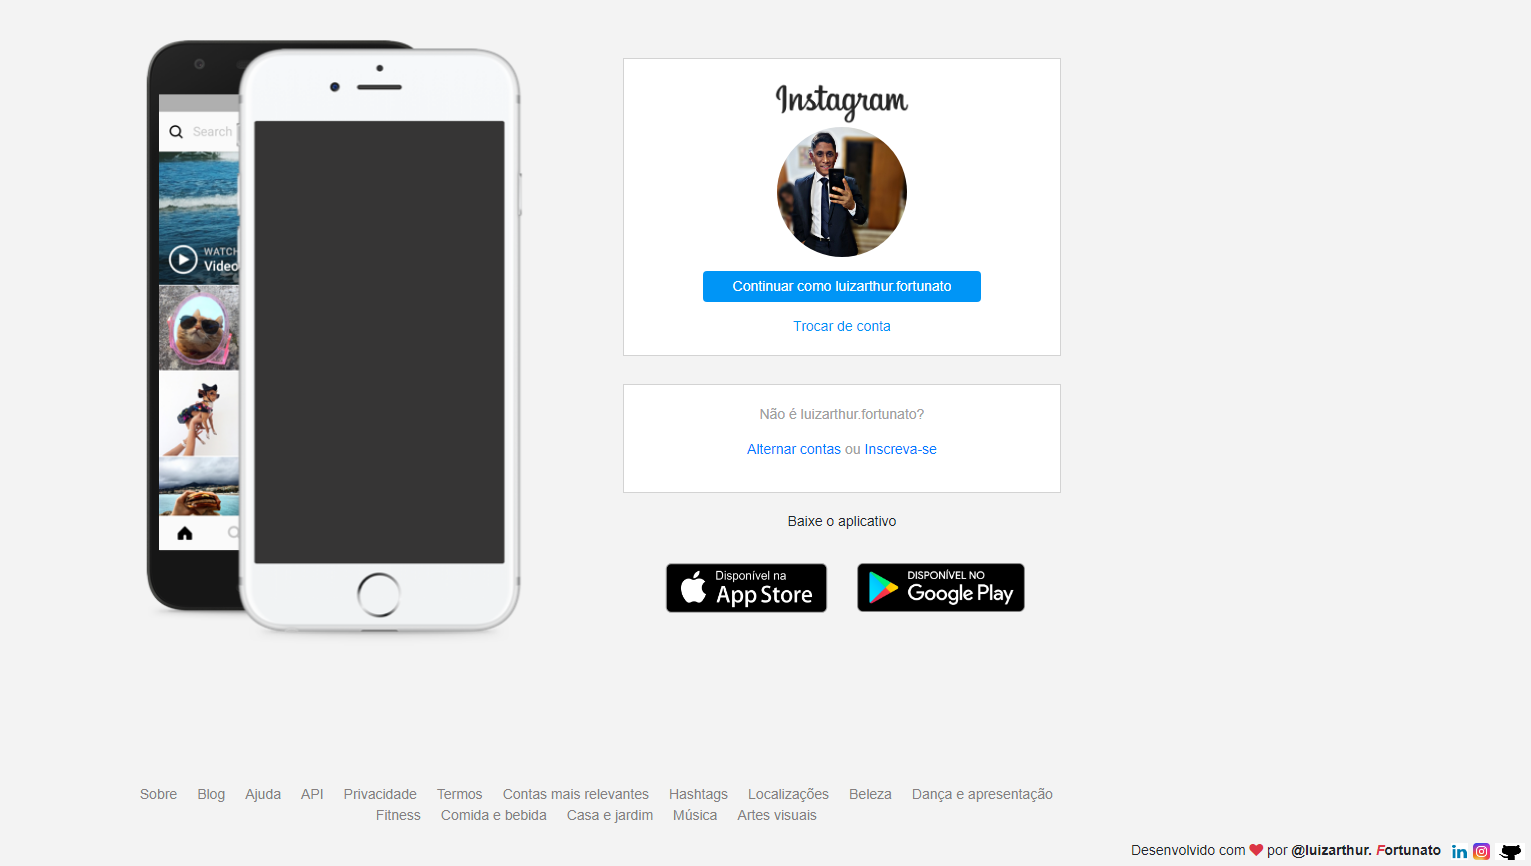 Search
WATCH
Video
Instagram
Continuar como luizarthur.fortunato
Trocar de conta
Não é luizarthur.fortunato?
Alternar contas ou Inscreva-se
Baixe o aplicativo
Disponível na
App Store
DISPONÍVEL NO
Google Play
Sobre Blog Ajuda API Privacidade Termos Contas mais relevantes Hashtags Localizações Beleza Dança e apresentação
Fitness Comida e bebida Casa e jardim Música Artes visuais
Desenvolvido com ❤ por @luizarthur. Fortunato in